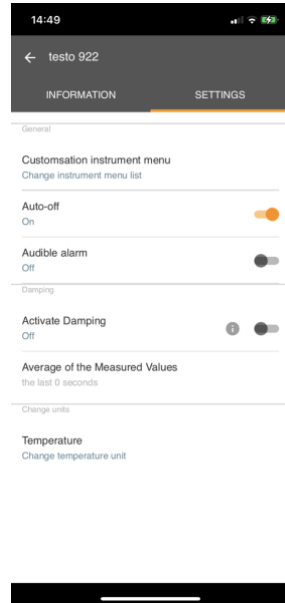 14:49
testo 922
INFORMATION SETTINGS
General
Customsation instrument menu
Change instrument menu list
Auto-off
On
Audible alarm
Off
Damping
Activate Damping
Off
Average of the Measured Values
the last 0 seconds
Change units
Temperature
Change temperature unit